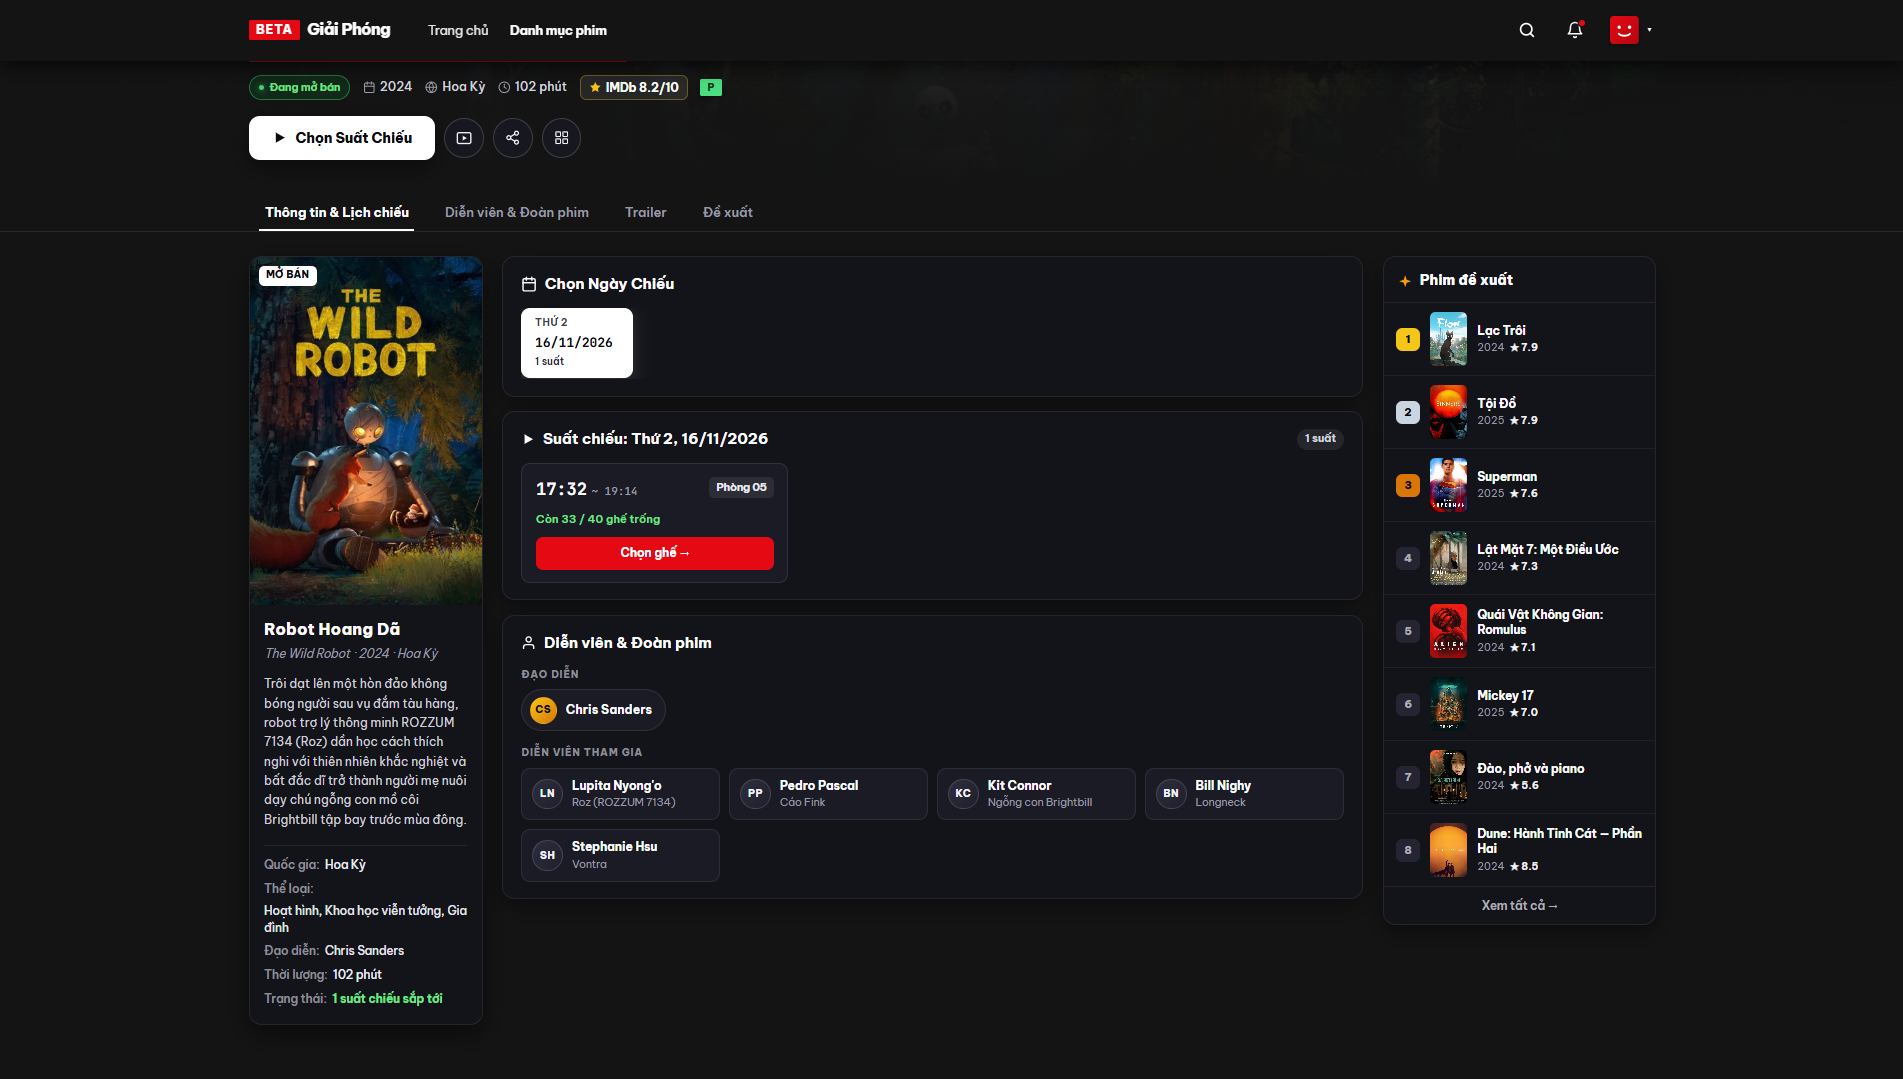 BETA Giải Phóng
Trang chủ
Danh mục phim
Đang mở bán
2024
Hoa Kỳ
102 phút
★ IMDb 8.2/10
P
Chọn Suất Chiếu
Thông tin & Lịch chiếu
Diễn viên & Đoàn phim
Trailer
Đề xuất
MỞ BÁN
THE
WILD
ROBOT
Robot Hoang Dã
The Wild Robot · 2024 · Hoa Kỳ
Trôi dạt lên một hòn đảo không
bóng người sau vụ đắm tàu hàng,
robot trợ lý thông minh ROZZUM
7134 (Roz) dần học cách thích
nghi với thiên nhiên khắc nghiệt và
bất đắc dĩ trở thành người mẹ nuôi
dạy chú ngỗng con mồ côi
Brightbill tập bay trước mùa đông.
Quốc gia: Hoa Kỳ
Thể loại:
Hoạt hình, Khoa học viễn tưởng, Gia
đình
Đạo diễn: Chris Sanders
Thời lượng: 102 phút
Trạng thái: 1 suất chiếu sắp tới
Chọn Ngày Chiếu
THỨ 2
16/11/2026
1 suất
Suất chiếu: Thứ 2, 16/11/2026
1 suất
17:32 ~ 19:14
Phòng 05
Còn 33 / 40 ghế trống
Chọn ghế →
Diễn viên & Đoàn phim
ĐẠO DIỄN
CS
Chris Sanders
DIỄN VIÊN THAM GIA
LN
Lupita Nyong'o
Roz (ROZZUM 7134)
PP
Pedro Pascal
Cáo Fink
KC
Kit Connor
Ngỗng con Brightbill
BN
Bill Nighy
Longneck
SH
Stephanie Hsu
Vontra
Phim đề xuất
1
Flow
Lạc Trôi
2024 ★7.9
2
SINNERS
Tội Đồ
2025 ★7.9
3
SUPERMAN
Superman
2025 ★7.6
4
Lật Mặt 7: Một Điều Ước
2024 ★7.3
5
ALIEN
Quái Vật Không Gian:
Romulus
2024 ★7.1
6
Mickey 17
2025 ★7.0
7
Đào, phở và piano
2024 ★5.6
8
Dune: Hành Tinh Cát — Phần
Hai
2024 ★8.5
Xem tất cả →